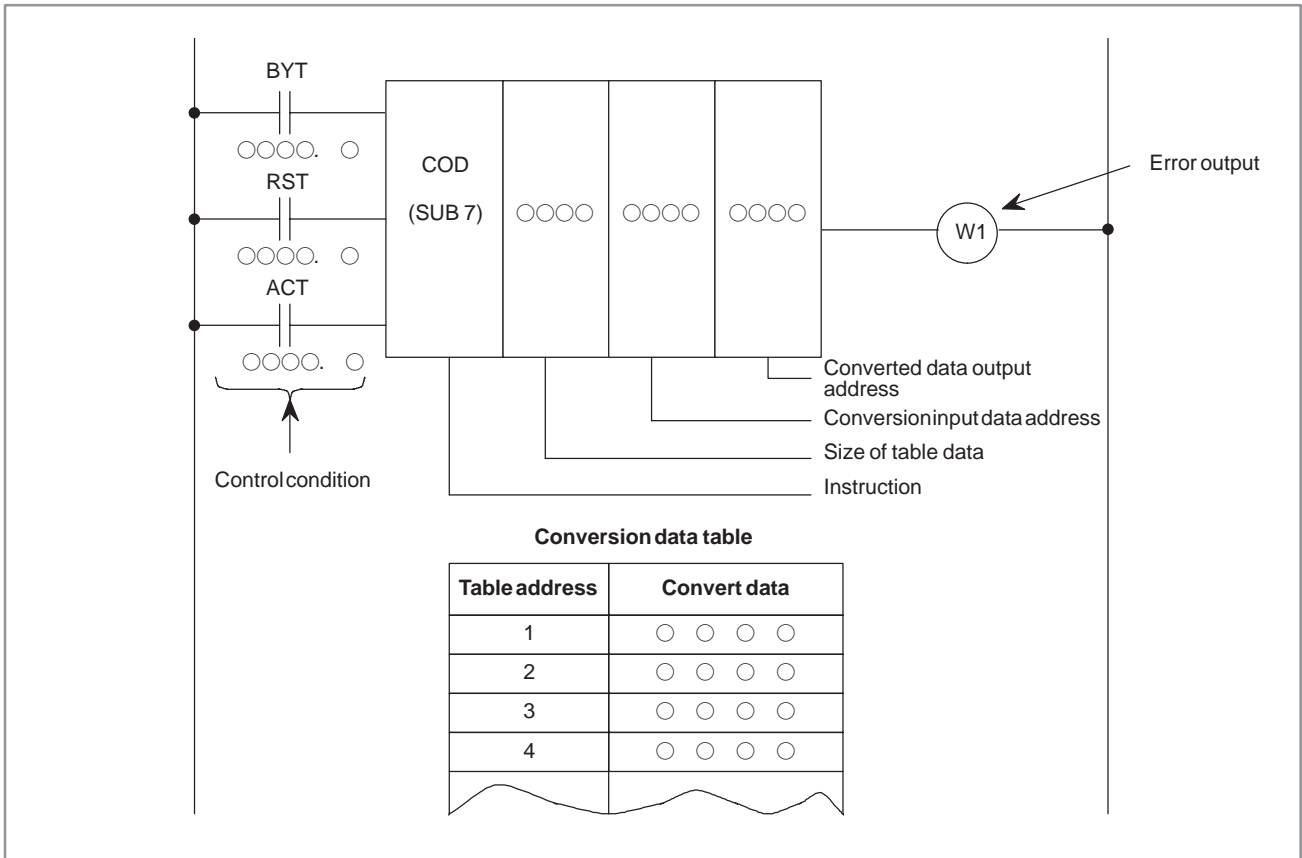 BYT
○○○○. ○
RST
○○○○. ○
ACT
○○○○. ○
Control condition
COD
(SUB 7)
○○○○
○○○○
○○○○
W1
Error output
Converted data output
address
Conversion input data address
Size of table data
Instruction
Conversion data table
Table address Convert data
1 ○ ○ ○ ○
2 ○ ○ ○ ○
3 ○ ○ ○ ○
4 ○ ○ ○ ○